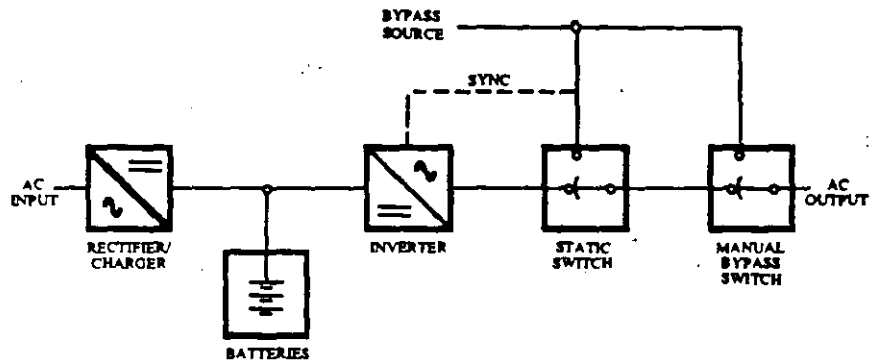 BYPASS
SOURCE
SYNC
AC
INPUT
AC
OUTPUT
RECTIFIER/
CHARGER
INVERTER
STATIC
SWITCH
MANUAL
BYPASS
SWITCH
BATTERIES